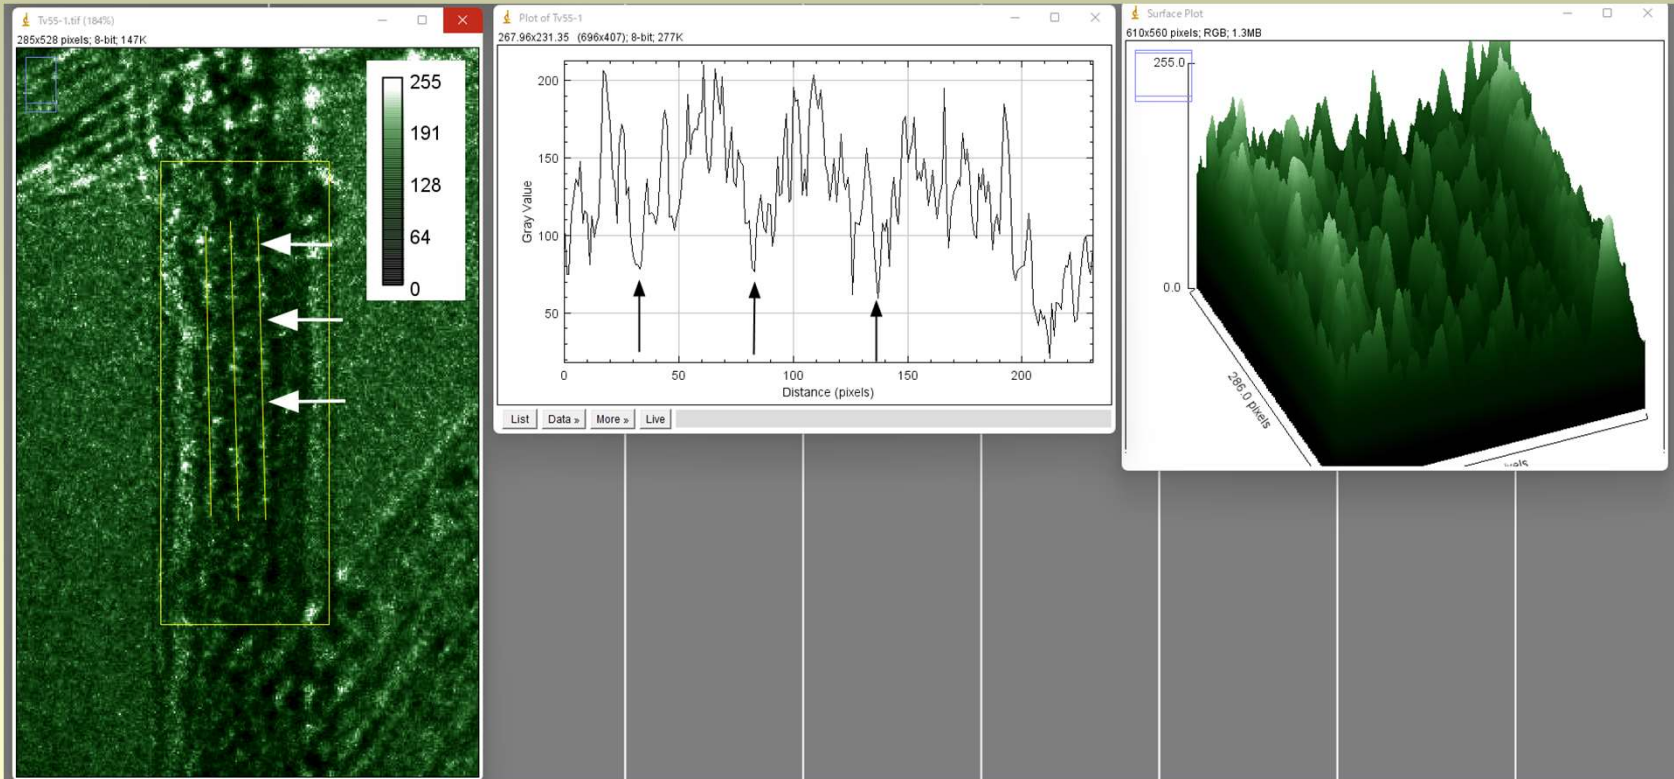 Tv55-1.tif (184%)
285x528 pixels; 8-bit; 147K
255
191
128
64
0
Plot of Tv55-1
267.96x231.35 (696x407); 8-bit; 277K
200
150
100
50
Gray Value
0 50 100 150 200
Distance (pixels)
List Data » More » Live
Surface Plot
610x560 pixels; RGB; 1.3MB
255.0
0.0
286.0 pixels